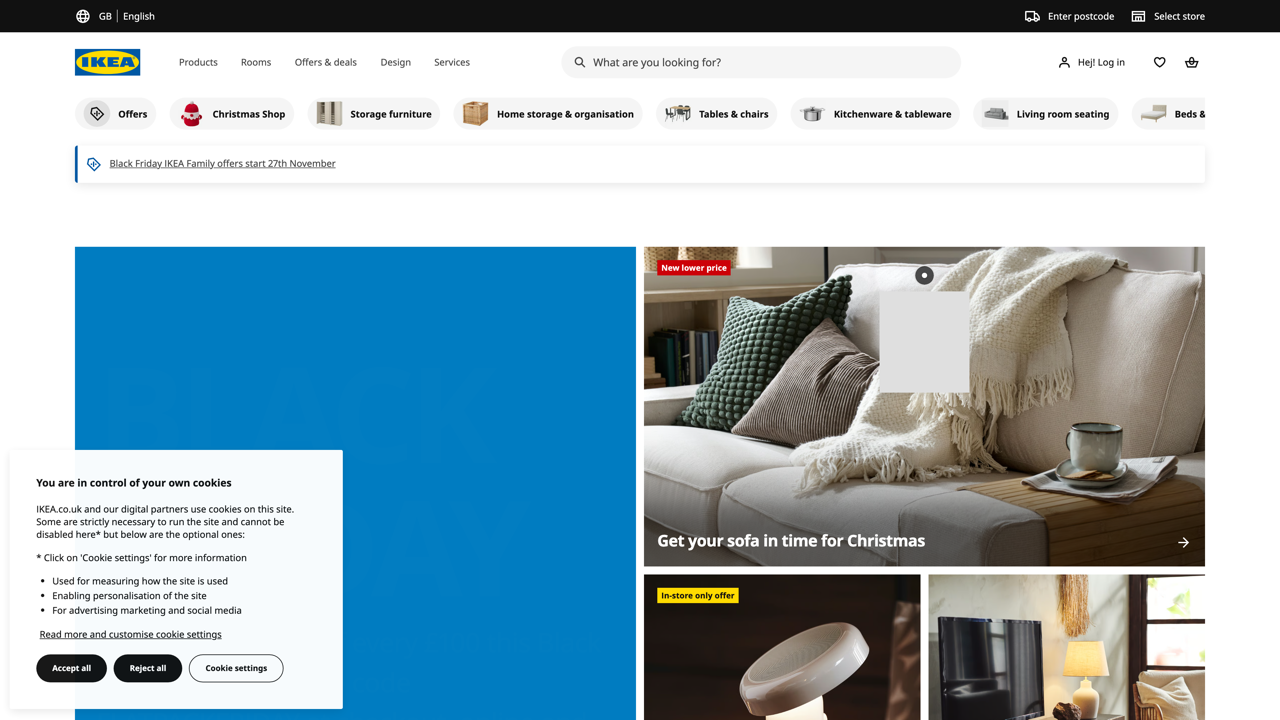 GB English
Enter postcode
Select store
IKEA
Products
Rooms
Offers & deals
Design
Services
What are you looking for?
Hej! Log in
Offers
Christmas Shop
Storage furniture
Home storage & organisation
Tables & chairs
Kitchenware & tableware
Living room seating
Beds &
Black Friday IKEA Family offers start 27th November
New lower price
Get your sofa in time for Christmas
In-store only offer
You are in control of your own cookies
IKEA.co.uk and our digital partners use cookies on this site.
Some are strictly necessary to run the site and cannot be
disabled here* but below are the optional ones:
* Click on 'Cookie settings' for more information
• Used for measuring how the site is used
• Enabling personalisation of the site
• For advertising marketing and social media
Read more and customise cookie settings
Accept all
Reject all
Cookie settings